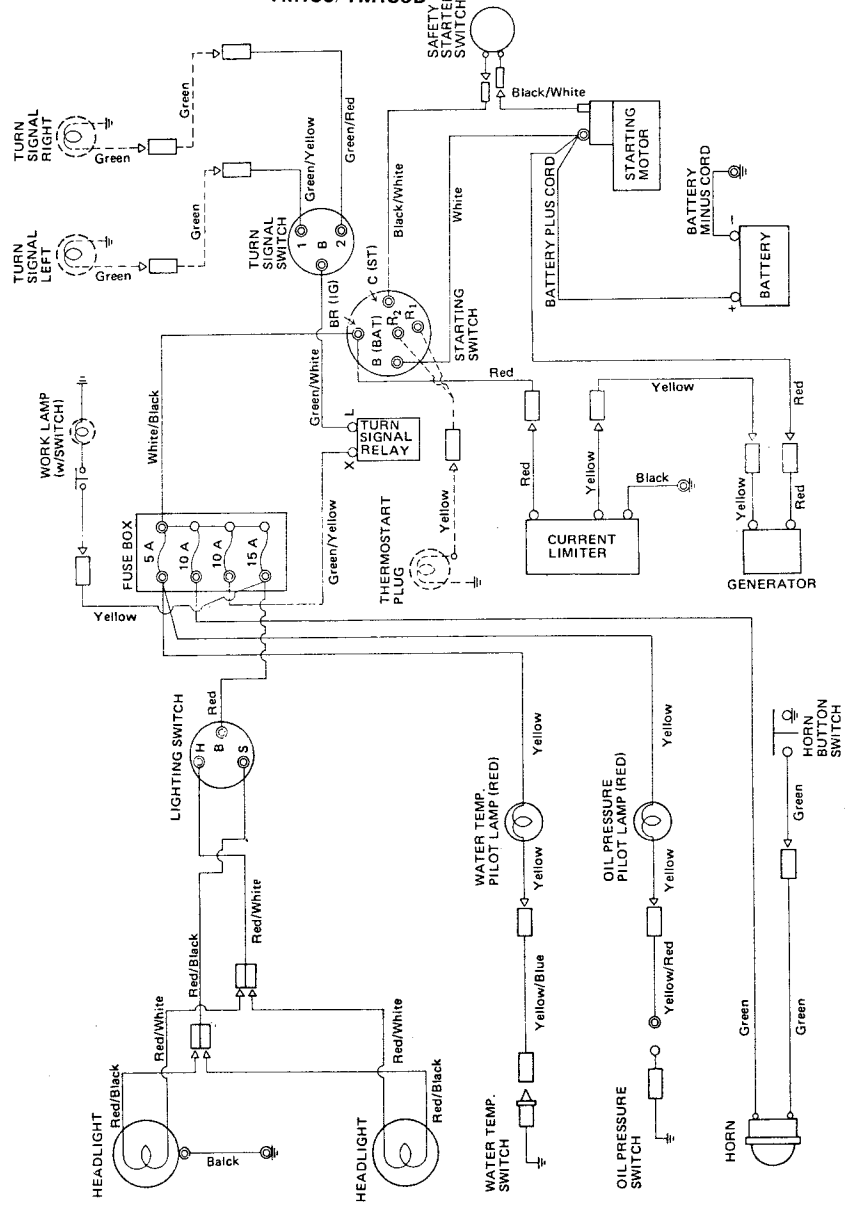 SAFETY
STARTER
SWITCH
Black/White
TURN
SIGNAL
RIGHT
Green
Green
Green/Red
Green/Yellow
TURN
SIGNAL
LEFT
Green
Green
TURN
SIGNAL
SWITCH
1
B
2
Black/White
White
STARTING
MOTOR
BATTERY PLUS CORD
BATTERY
MINUS CORD
BATTERY
+
-
BR (IG)
C (ST)
B (BAT)
R2
R1
STARTING
SWITCH
Red
Yellow
Red
WORK LAMP
(w/SWITCH)
White/Black
Green/White
L
X
TURN
SIGNAL
RELAY
FUSE BOX
5 A
10 A
10 A
15 A
Green/Yellow
Yellow
THERMOSTART
PLUG
Yellow
Red
Yellow
Black
CURRENT
LIMITER
Yellow
Red
GENERATOR
LIGHTING SWITCH
Red
H
B
S
Red/Black
Red/White
WATER TEMP.
PILOT LAMP (RED)
Yellow
Yellow
OIL PRESSURE
PILOT LAMP (RED)
Yellow
Yellow
HORN
BUTTON
SWITCH
Green
Red/White
Red/Black
HEADLIGHT
Balck
Red/White
Red/Black
HEADLIGHT
Yellow/Blue
WATER TEMP.
SWITCH
Yellow/Red
OIL PRESSURE
SWITCH
Green
Green
HORN